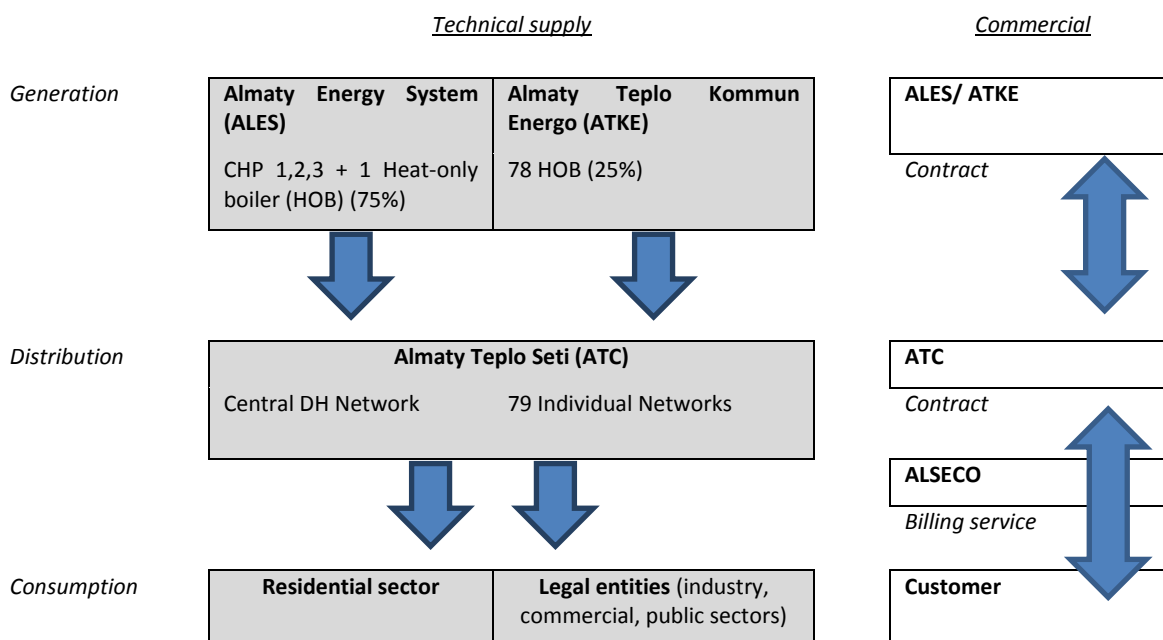 Technical supply
Commercial
Generation
Almaty Energy System
(ALES)
CHP 1,2,3 + 1 Heat-only
boiler (HOB) (75%)
Almaty Teplo Kommun
Energo (ATKE)
78 HOB (25%)
ALES/ ATKE
Contract
Distribution
Almaty Teplo Seti (ATC)
Central DH Network
79 Individual Networks
ATC
Contract
ALSECO
Billing service
Consumption
Residential sector
Legal entities (industry,
commercial, public sectors)
Customer